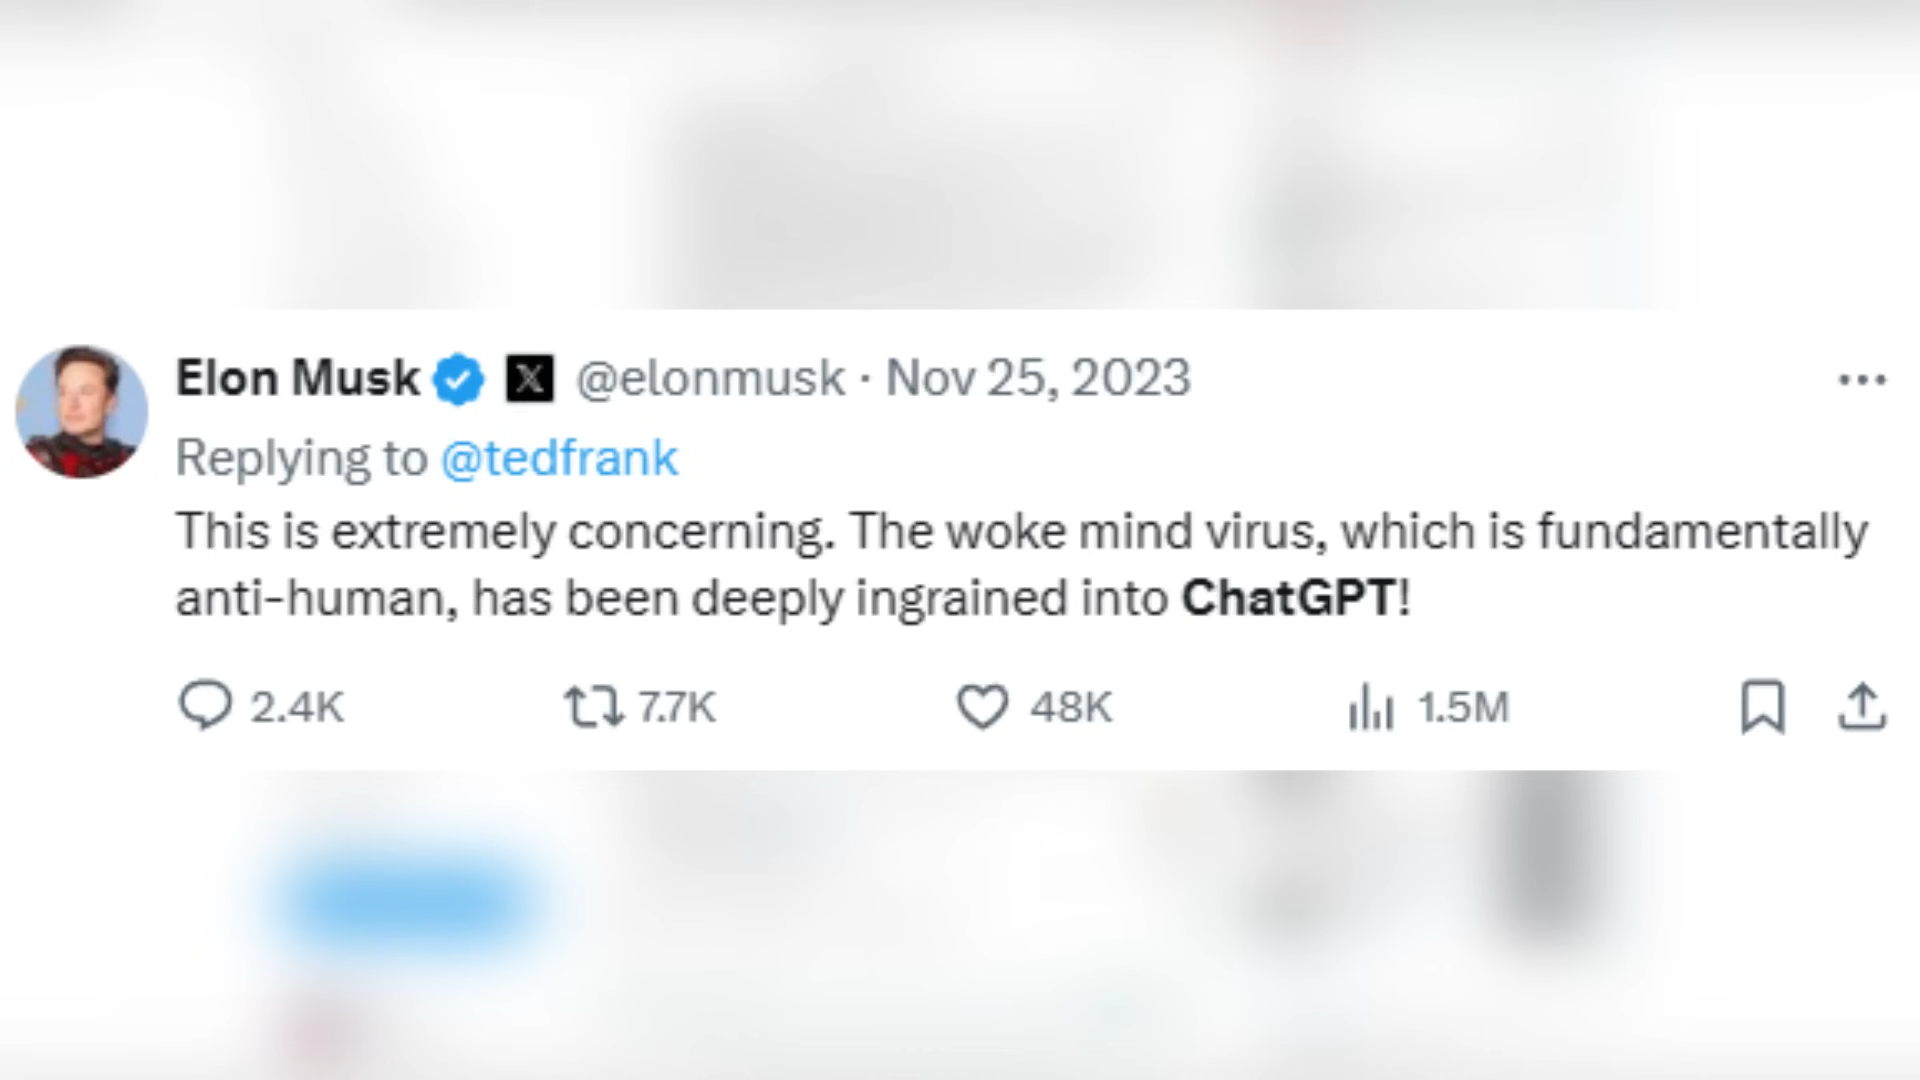 Elon Musk @elonmusk · Nov 25, 2023
Replying to @tedfrank
This is extremely concerning. The woke mind virus, which is fundamentally
anti-human, has been deeply ingrained into ChatGPT!
2.4K 7.7K 48K 1.5M